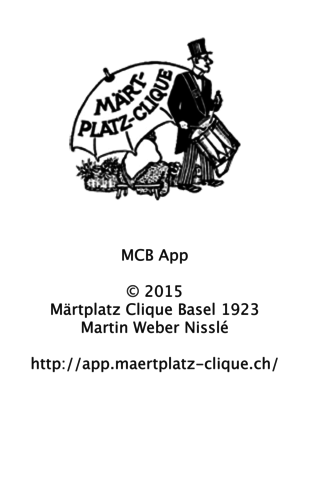 MÄRT-
PLATZ-CLIQUE
MCB App
© 2015
Märtplatz Clique Basel 1923
Martin Weber Nisslé
http://app.maertplatz-clique.ch/